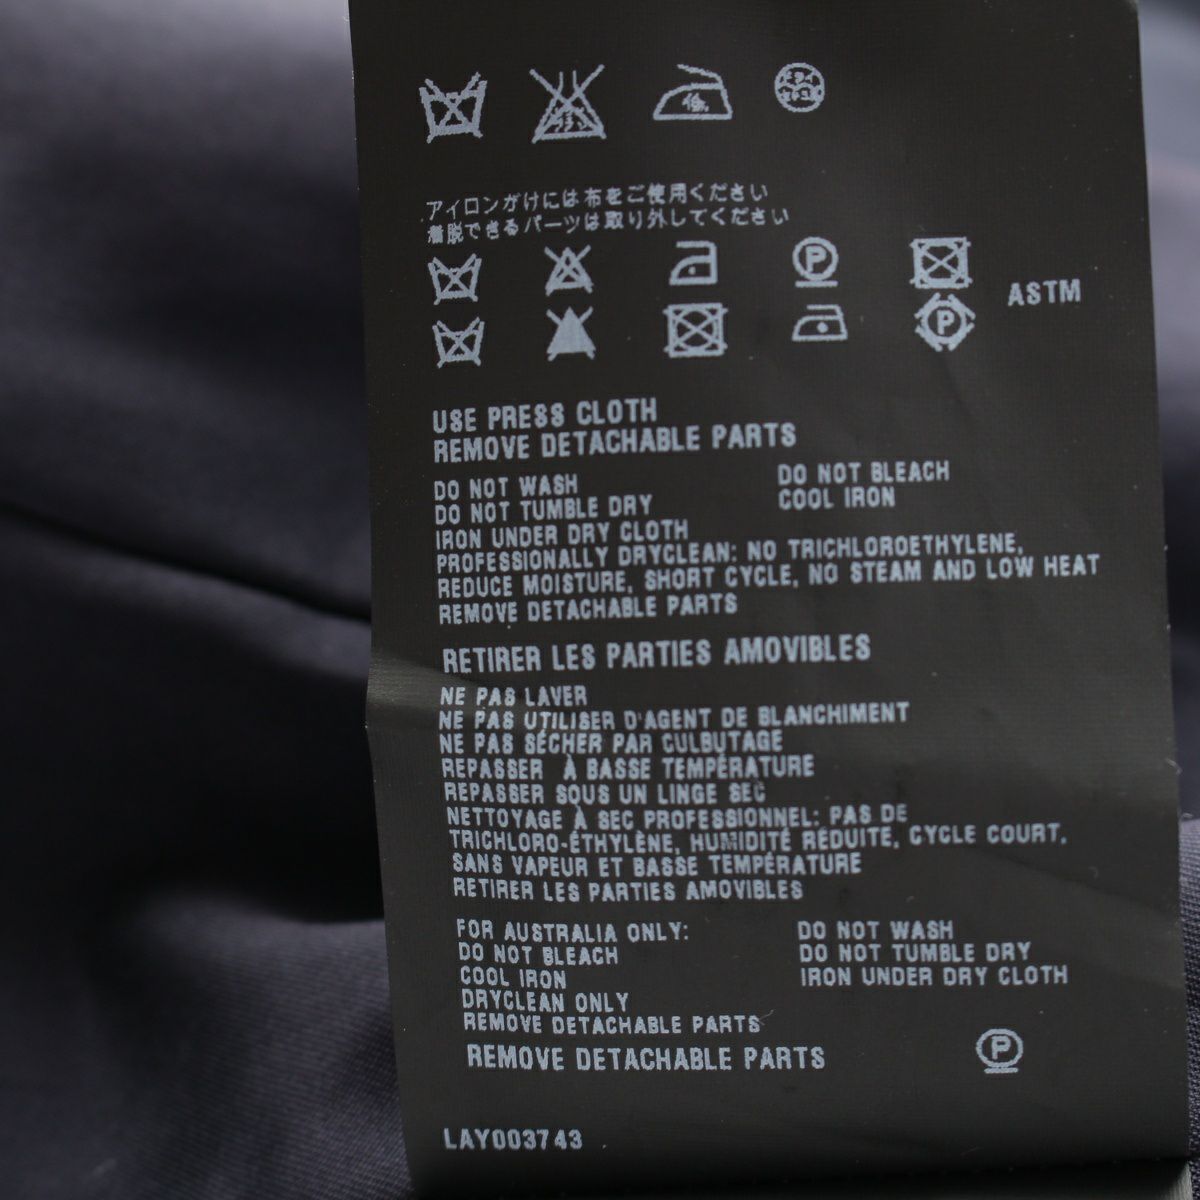 低
ドライ
アイロンがけには布をご使用ください
着脱できるパーツは取り外してください
P
ASTM
P
USE PRESS CLOTH
REMOVE DETACHABLE PARTS
DO NOT WASH DO NOT BLEACH
DO NOT TUMBLE DRY COOL IRON
IRON UNDER DRY CLOTH
PROFESSIONALLY DRYCLEAN: NO TRICHLOROETHYLENE,
REDUCE MOISTURE, SHORT CYCLE, NO STEAM AND LOW HEAT
REMOVE DETACHABLE PARTS
RETIRER LES PARTIES AMOVIBLES
NE PAS LAVER
NE PAS UTILISER D'AGENT DE BLANCHIMENT
NE PAS SÉCHER PAR CULBUTAGE
REPASSER À BASSE TEMPÉRATURE
REPASSER SOUS UN LINGE SEC
NETTOYAGE À SEC PROFESSIONNEL: PAS DE
TRICHLORO-ÉTHYLÈNE, HUMIDITÉ RÉDUITE, CYCLE COURT,
SANS VAPEUR ET BASSE TEMPÉRATURE
RETIRER LES PARTIES AMOVIBLES
FOR AUSTRALIA ONLY: DO NOT WASH
DO NOT BLEACH DO NOT TUMBLE DRY
COOL IRON IRON UNDER DRY CLOTH
DRYCLEAN ONLY
REMOVE DETACHABLE PARTS
REMOVE DETACHABLE PARTS P
LAY003743